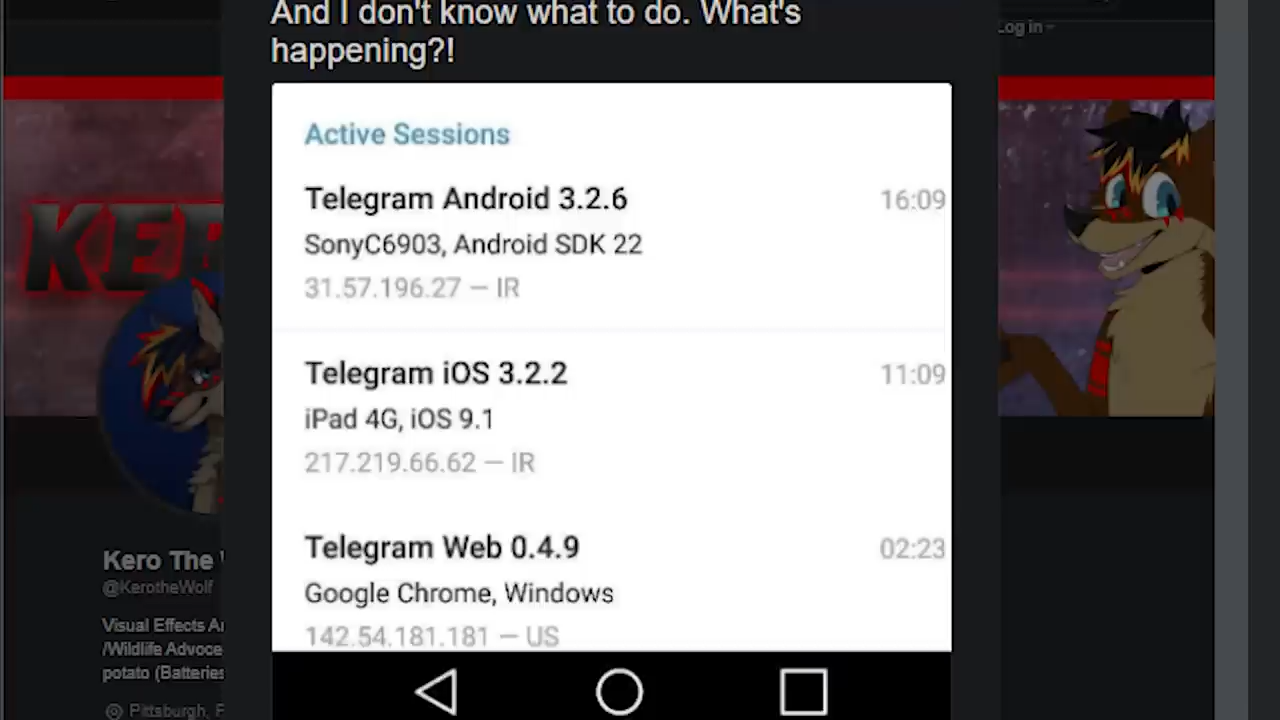 And I don't know what to do. What's
happening?!
Log in
Active Sessions
Telegram Android 3.2.6
16:09
SonyC6903, Android SDK 22
31.57.196.27 – IR
KER
Telegram iOS 3.2.2
11:09
iPad 4G, iOS 9.1
217.219.66.62 – IR
Telegram Web 0.4.9
02:23
Google Chrome, Windows
142.54.181.181 – US
Kero The
@KerotheWolf
Visual Effects
/Wildlife
potato (Batteries
Pittsburgh,